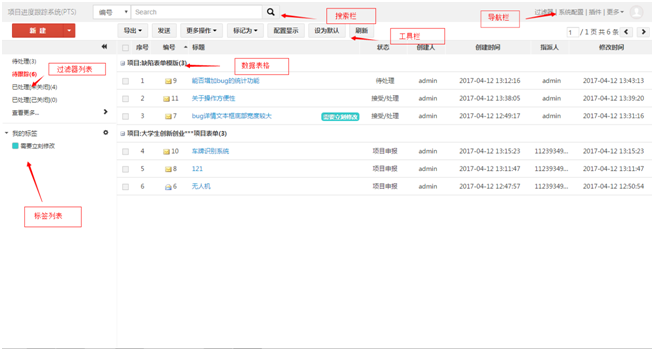 项目进度跟踪系统(PTS) 编号 Search 搜索栏 导航栏 过滤器 | 系统配置 | 插件 | 更多
新 建 导出 发送 更多操作 标记为 配置显示 设为默认 刷新 工具栏 1 / 1 页 共 6 条
序号 编号 标题 状态 创建人 创建时间 指派人 修改时间
待处理(3)
过滤器列表
待跟踪(6)
已处理(未关闭)(4)
已处理(已关闭)(0)
查看更多...
我的标签
需要立刻修改
标签列表
项目:缺陷表单模版(3) 数据表格
1 9 能否增加bug的统计功能 待处理 admin 2017-04-12 13:12:16 admin 2017-04-12 13:43:13
2 11 关于操作方便性 接受/处理 admin 2017-04-12 13:38:05 admin 2017-04-12 13:39:20
3 7 bug详情文本框底部宽度较大 需要立刻修改 接受/处理 admin 2017-04-12 12:49:17 admin 2017-04-12 13:31:16
项目:大学生创新创业***项目表单(3)
4 10 车牌识别系统 项目申报 admin 2017-04-12 13:15:23 11239349... 2017-04-12 13:15:23
5 8 121 项目申报 admin 2017-04-12 13:11:47 11239349... 2017-04-12 13:11:47
6 6 无人机 项目申报 admin 2017-04-12 12:47:57 11239349... 2017-04-12 12:50:54